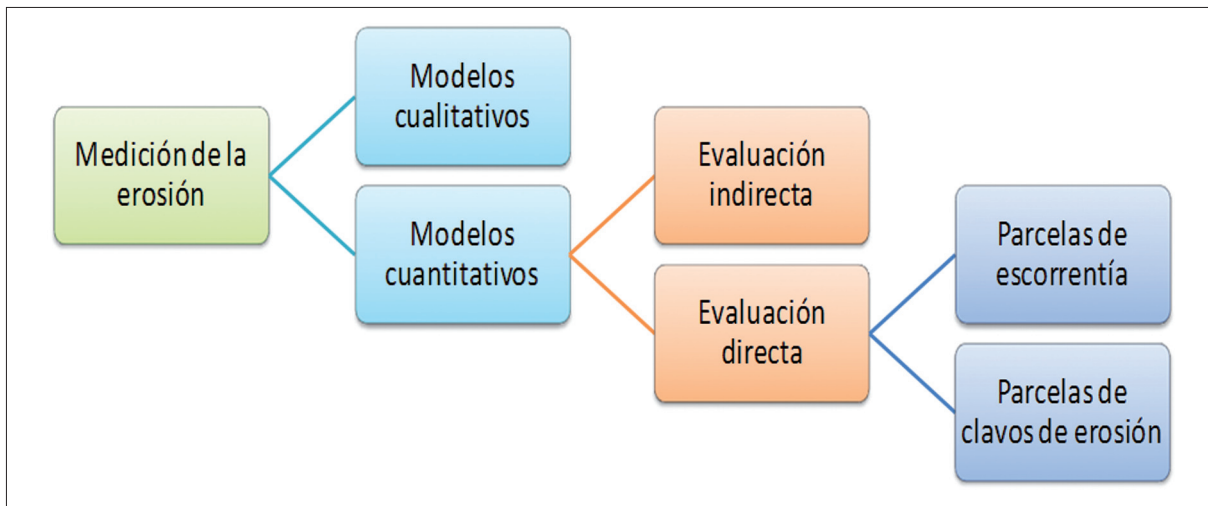 Medición de la
erosión
Modelos
cualitativos
Modelos
cuantitativos
Evaluación
indirecta
Evaluación
directa
Parcelas de
escorrentía
Parcelas de
clavos de erosión